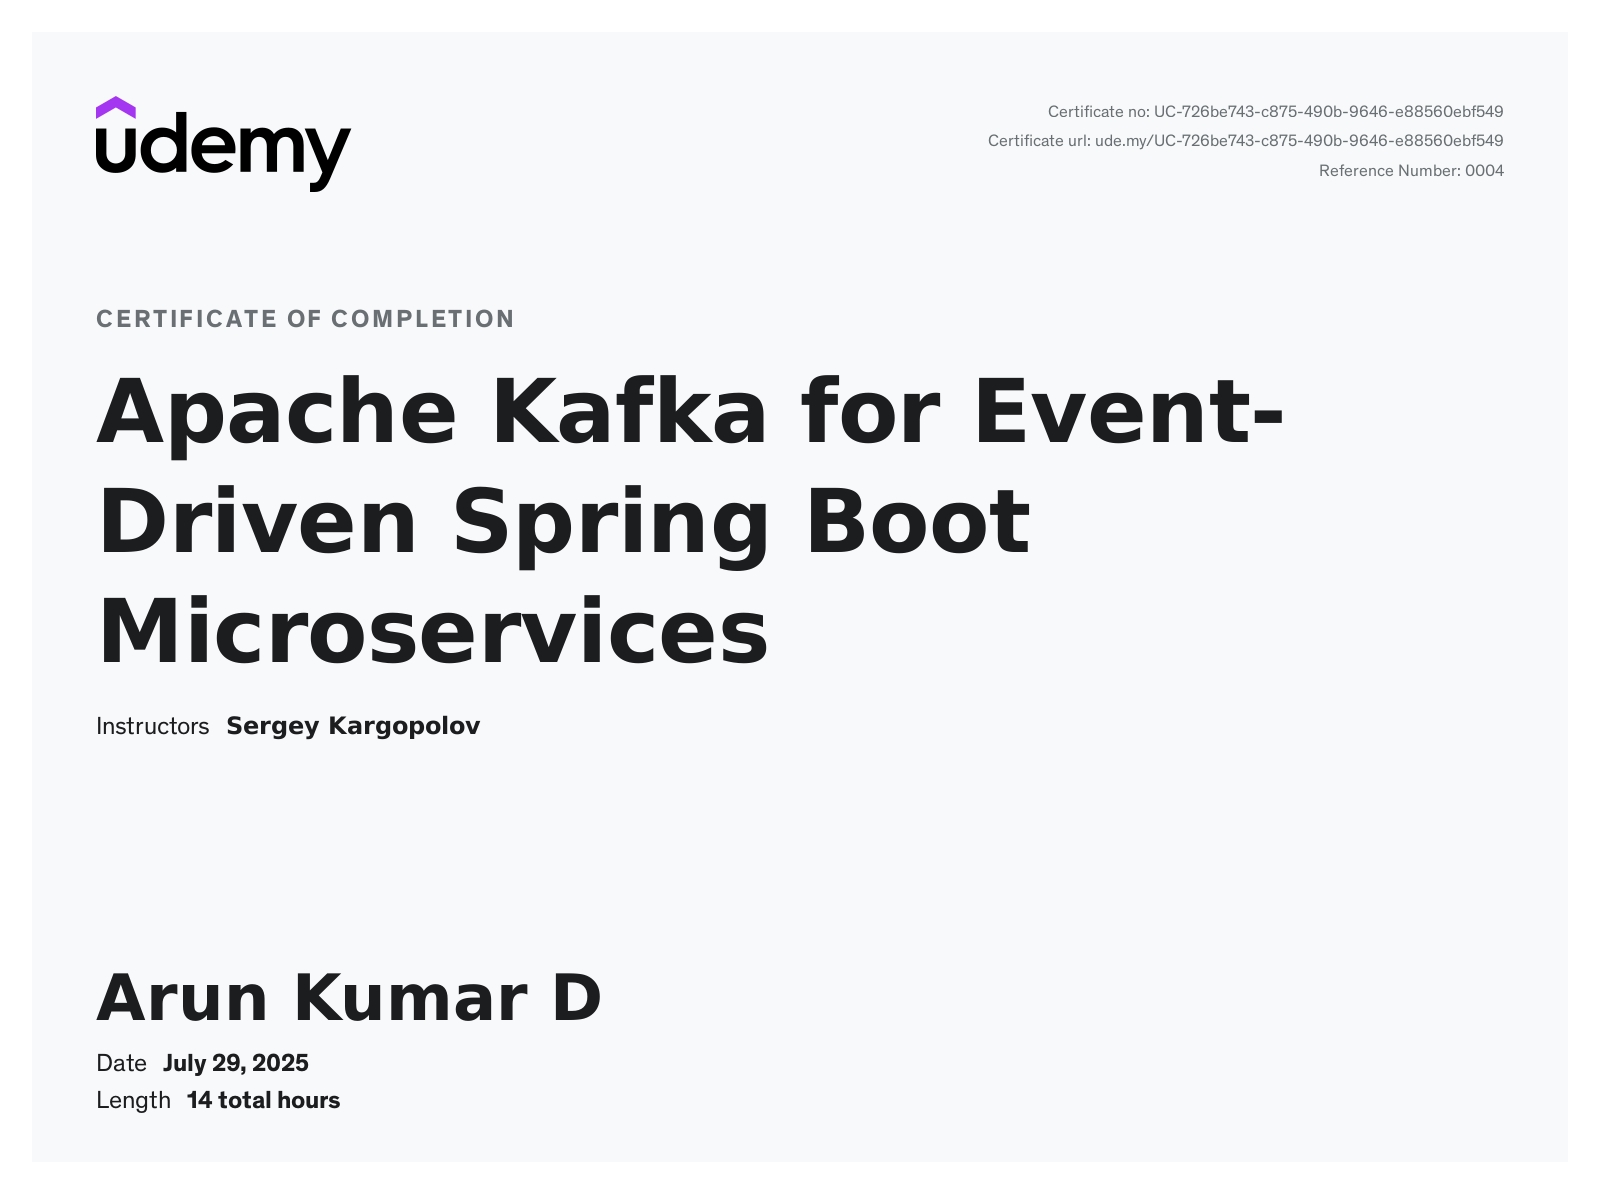 udemy
Certificate no: UC-726be743-c875-490b-9646-e88560ebf549
Certificate url: ude.my/UC-726be743-c875-490b-9646-e88560ebf549
Reference Number: 0004
CERTIFICATE OF COMPLETION
Apache Kafka for Event-
Driven Spring Boot
Microservices
Instructors Sergey Kargopolov
Arun Kumar D
Date July 29, 2025
Length 14 total hours